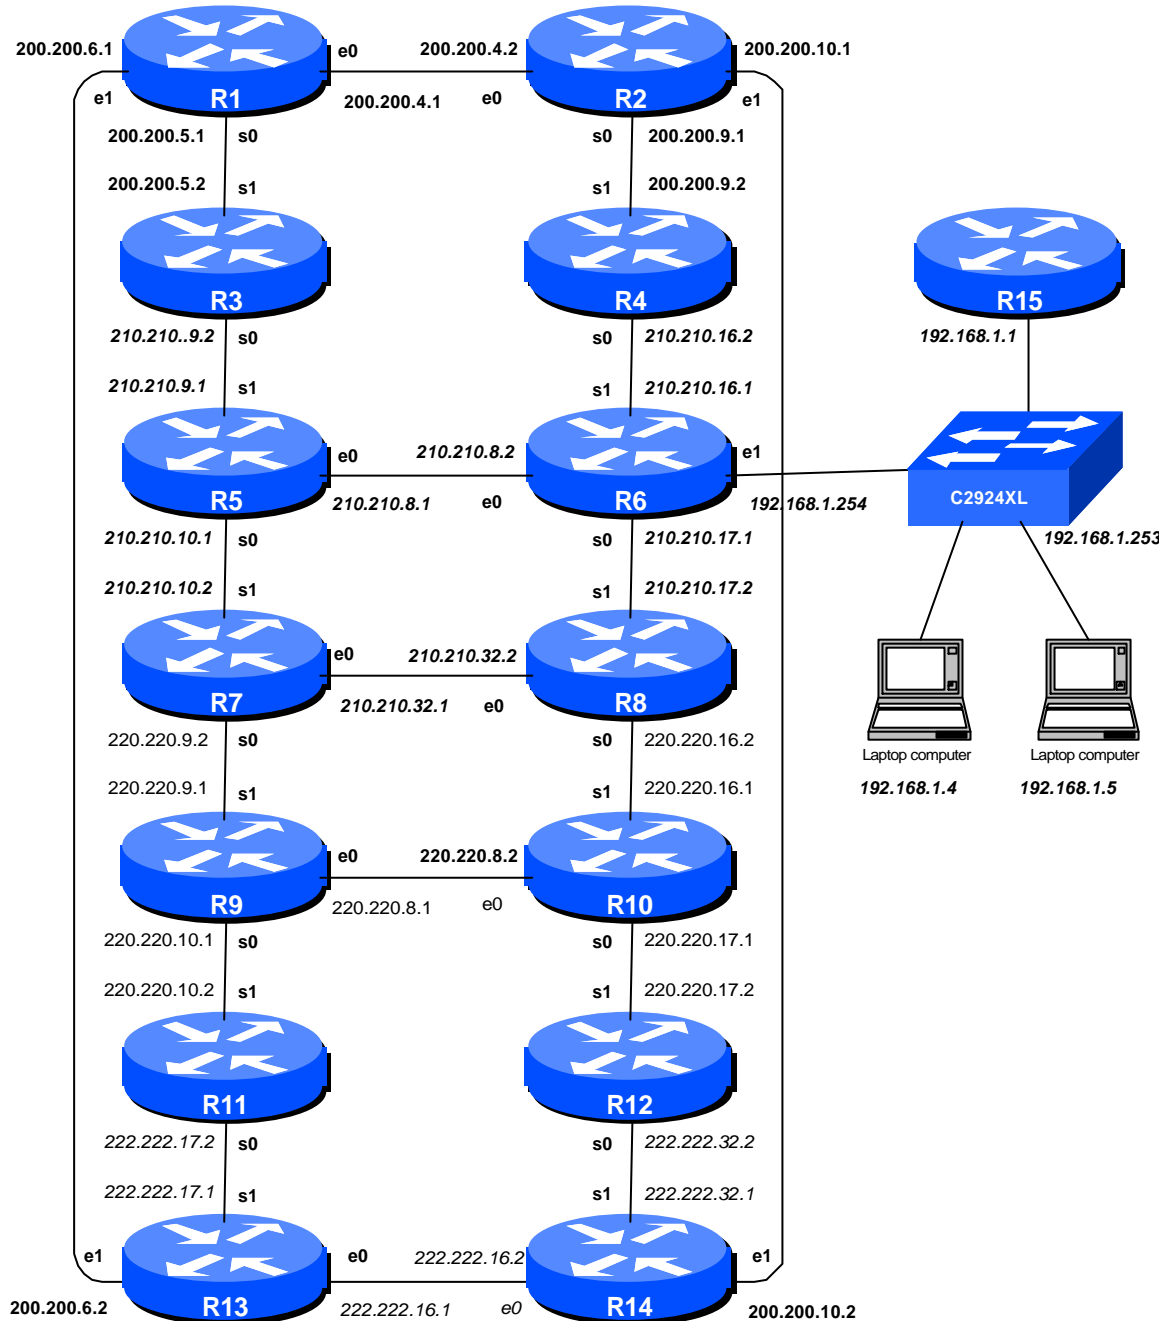 200.200.6.1
e0
200.200.4.2
200.200.10.1
e1
R1
200.200.4.1
e0
R2
e1
200.200.5.1
s0
s0
200.200.9.1
200.200.5.2
s1
s1
200.200.9.2
R3
R4
R15
210.210..9.2
s0
s0
210.210.16.2
192.168.1.1
210.210.9.1
s1
s1
210.210.16.1
e0
210.210.8.2
e1
R5
210.210.8.1
e0
R6
192.168.1.254
C2924XL
210.210.10.1
s0
s0
210.210.17.1
192.168.1.253
210.210.10.2
s1
s1
210.210.17.2
e0
210.210.32.2
R7
210.210.32.1
e0
R8
220.220.9.2
s0
s0
220.220.16.2
Laptop computer
Laptop computer
220.220.9.1
s1
s1
220.220.16.1
192.168.1.4
192.168.1.5
e0
220.220.8.2
R9
220.220.8.1
e0
R10
220.220.10.1
s0
s0
220.220.17.1
220.220.10.2
s1
s1
220.220.17.2
R11
R12
222.222.17.2
s0
s0
222.222.32.2
222.222.17.1
s1
s1
222.222.32.1
e1
e0
222.222.16.2
e1
200.200.6.2
R13
222.222.16.1
e0
R14
200.200.10.2